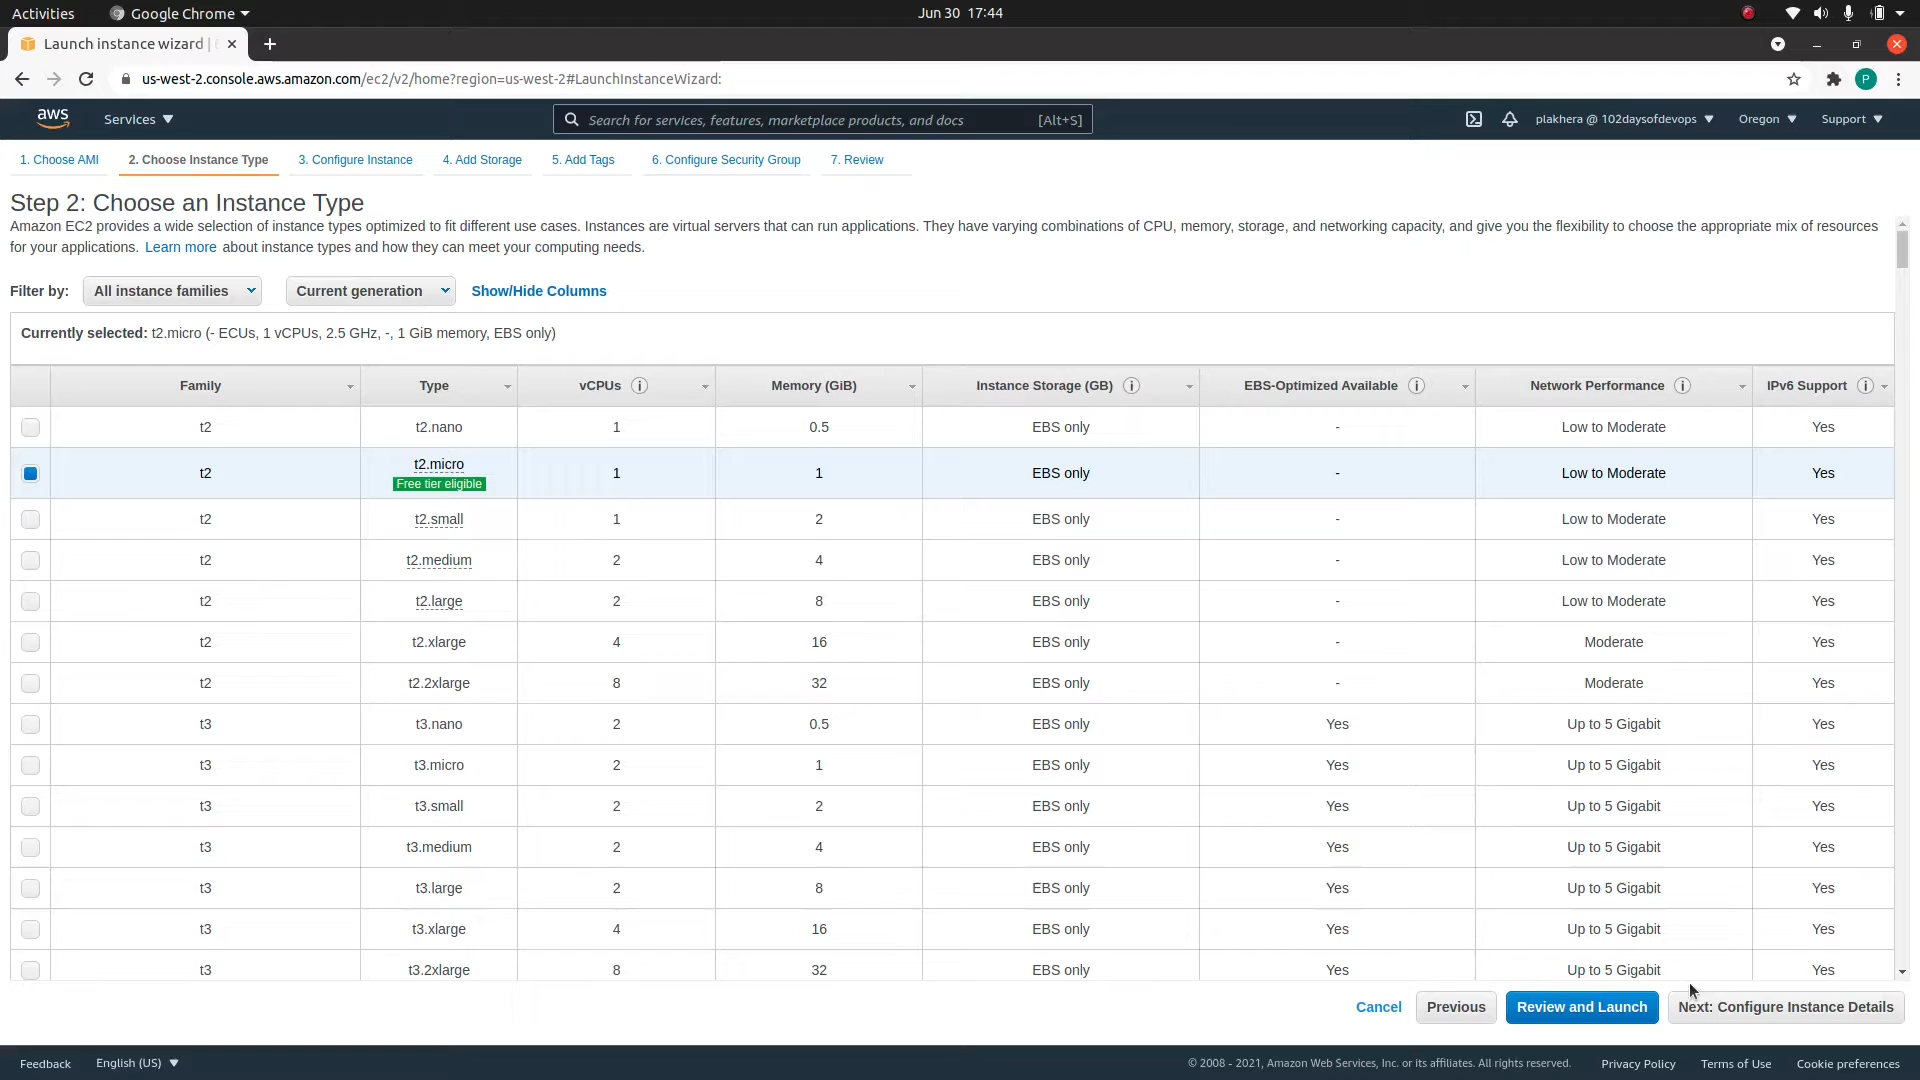 Activities
Google Chrome
Jun 30 17:44
Launch instance wizard |
us-west-2.console.aws.amazon.com/ec2/v2/home?region=us-west-2#LaunchInstanceWizard:
P
aws
Services
Search for services, features, marketplace products, and docs
[Alt+S]
plakhera @ 102daysofdevops
Oregon
Support
1. Choose AMI
2. Choose Instance Type
3. Configure Instance
4. Add Storage
5. Add Tags
6. Configure Security Group
7. Review
Step 2: Choose an Instance Type
Amazon EC2 provides a wide selection of instance types optimized to fit different use cases. Instances are virtual servers that can run applications. They have varying combinations of CPU, memory, storage, and networking capacity, and give you the flexibility to choose the appropriate mix of resources
for your applications. Learn more about instance types and how they can meet your computing needs.
Filter by: All instance families Current generation Show/Hide Columns
Currently selected: t2.micro (- ECUs, 1 vCPUs, 2.5 GHz, -, 1 GiB memory, EBS only)
Family Type vCPUs i Memory (GiB) Instance Storage (GB) i EBS-Optimized Available i Network Performance i IPv6 Support i
t2 t2.nano 1 0.5 EBS only - Low to Moderate Yes
t2 t2.micro 1 1 EBS only - Low to Moderate Yes
Free tier eligible
t2 t2.small 1 2 EBS only - Low to Moderate Yes
t2 t2.medium 2 4 EBS only - Low to Moderate Yes
t2 t2.large 2 8 EBS only - Low to Moderate Yes
t2 t2.xlarge 4 16 EBS only - Moderate Yes
t2 t2.2xlarge 8 32 EBS only - Moderate Yes
t3 t3.nano 2 0.5 EBS only Yes Up to 5 Gigabit Yes
t3 t3.micro 2 1 EBS only Yes Up to 5 Gigabit Yes
t3 t3.small 2 2 EBS only Yes Up to 5 Gigabit Yes
t3 t3.medium 2 4 EBS only Yes Up to 5 Gigabit Yes
t3 t3.large 2 8 EBS only Yes Up to 5 Gigabit Yes
t3 t3.xlarge 4 16 EBS only Yes Up to 5 Gigabit Yes
t3 t3.2xlarge 8 32 EBS only Yes Up to 5 Gigabit Yes
Cancel
Previous
Review and Launch
Next: Configure Instance Details
Feedback
English (US)
© 2008 - 2021, Amazon Web Services, Inc. or its affiliates. All rights reserved.
Privacy Policy
Terms of Use
Cookie preferences